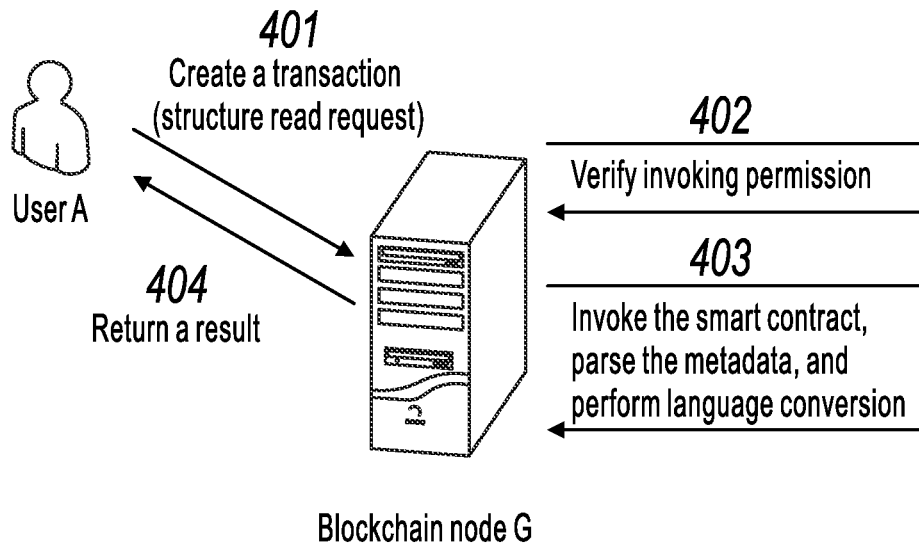 401
Create a transaction
(structure read request)
User A
402
Verify invoking permission
403
Invoke the smart contract,
parse the metadata, and
perform language conversion
404
Return a result
Blockchain node G